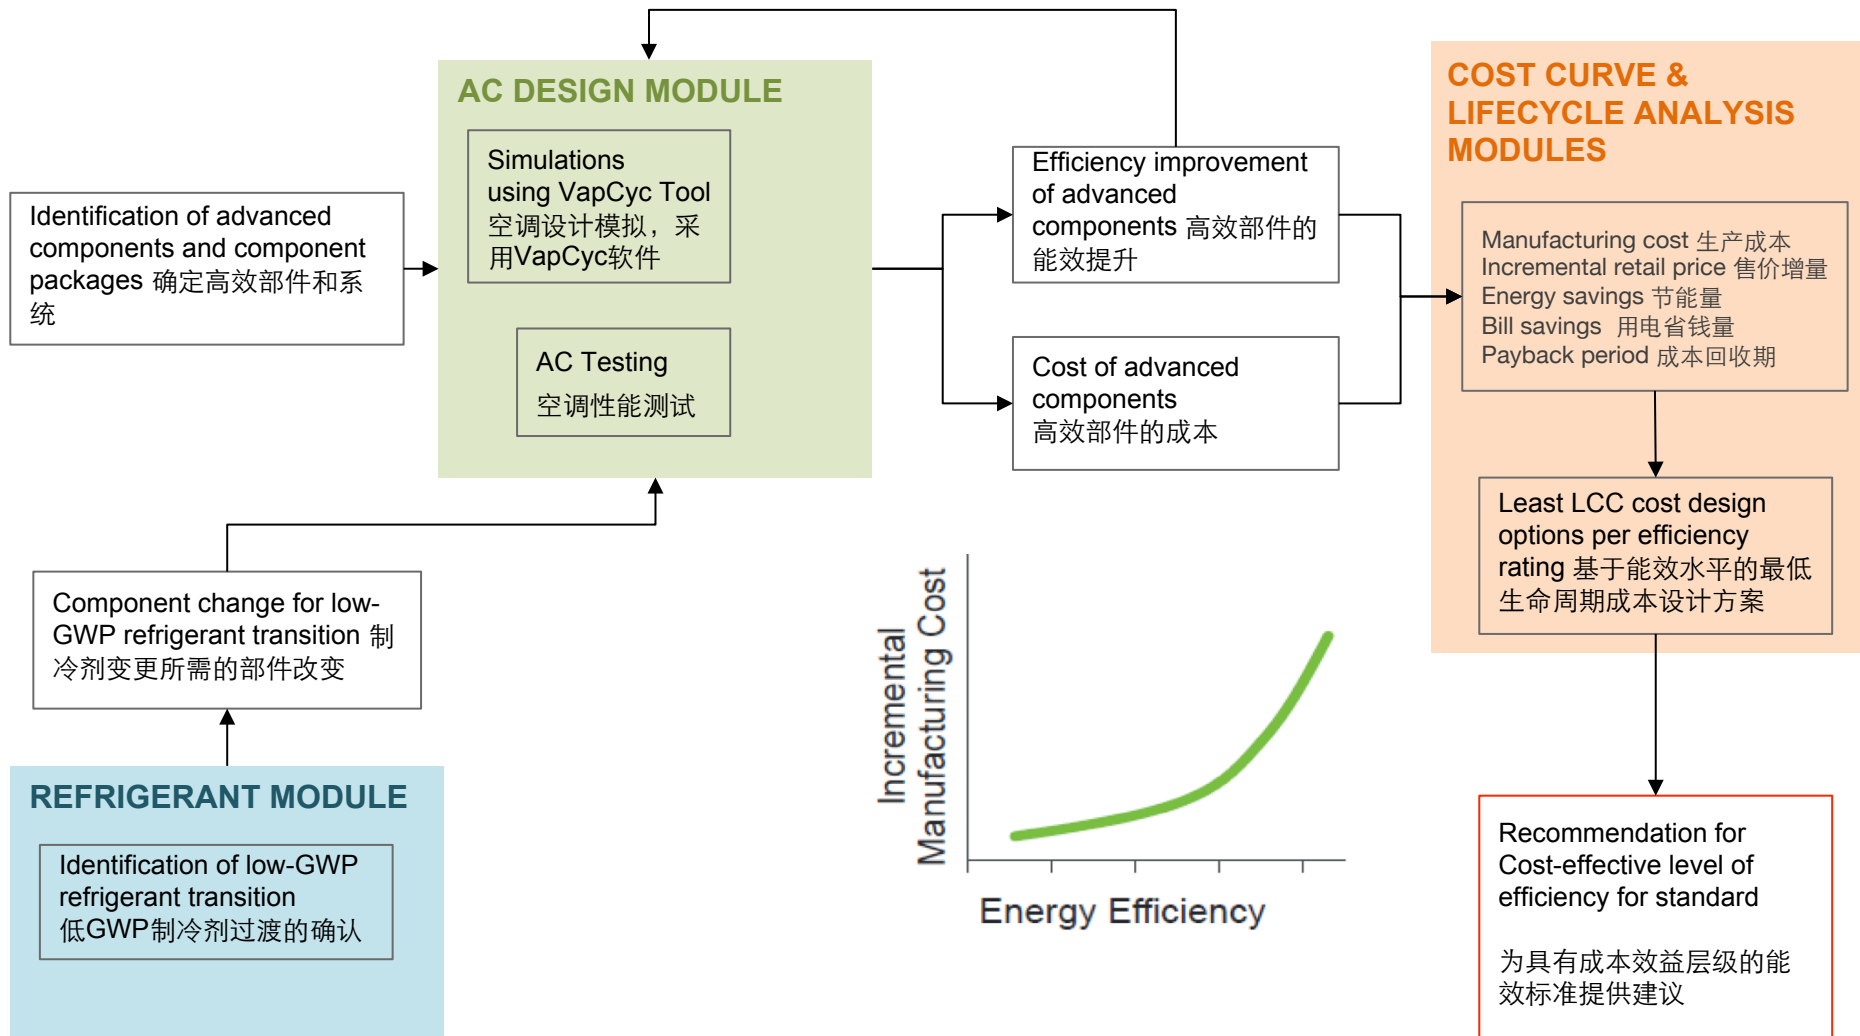 AC DESIGN MODULE
Simulations
using VapCyc Tool
空调设计模拟，采
用VapCyc软件
AC Testing
空调性能测试
Identification of advanced
components and component
packages 确定高效部件和系
统
Component change for low-
GWP refrigerant transition 制
冷剂变更所需的部件改变
REFRIGERANT MODULE
Identification of low-GWP
refrigerant transition
低GWP制冷剂过渡的确认
Efficiency improvement
of advanced
components 高效部件的
能效提升
Cost of advanced
components
高效部件的成本
Incremental
Manufacturing Cost
Energy Efficiency
COST CURVE &
LIFECYCLE ANALYSIS
MODULES
Manufacturing cost 生产成本
Incremental retail price 售价增量
Energy savings 节能量
Bill savings 用电省钱量
Payback period 成本回收期
Least LCC cost design
options per efficiency
rating 基于能效水平的最低
生命周期成本设计方案
Recommendation for
Cost-effective level of
efficiency for standard
为具有成本效益层级的能
效标准提供建议